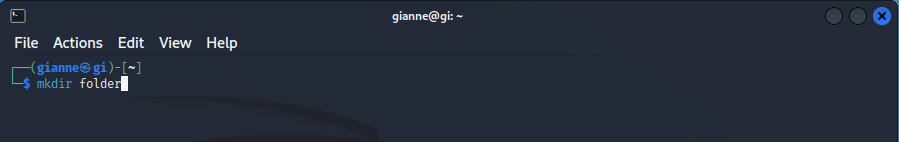 gianne@gi: ~
File Actions Edit View Help
┌──(gianne㉿gi)-[~]
└─$ mkdir folder